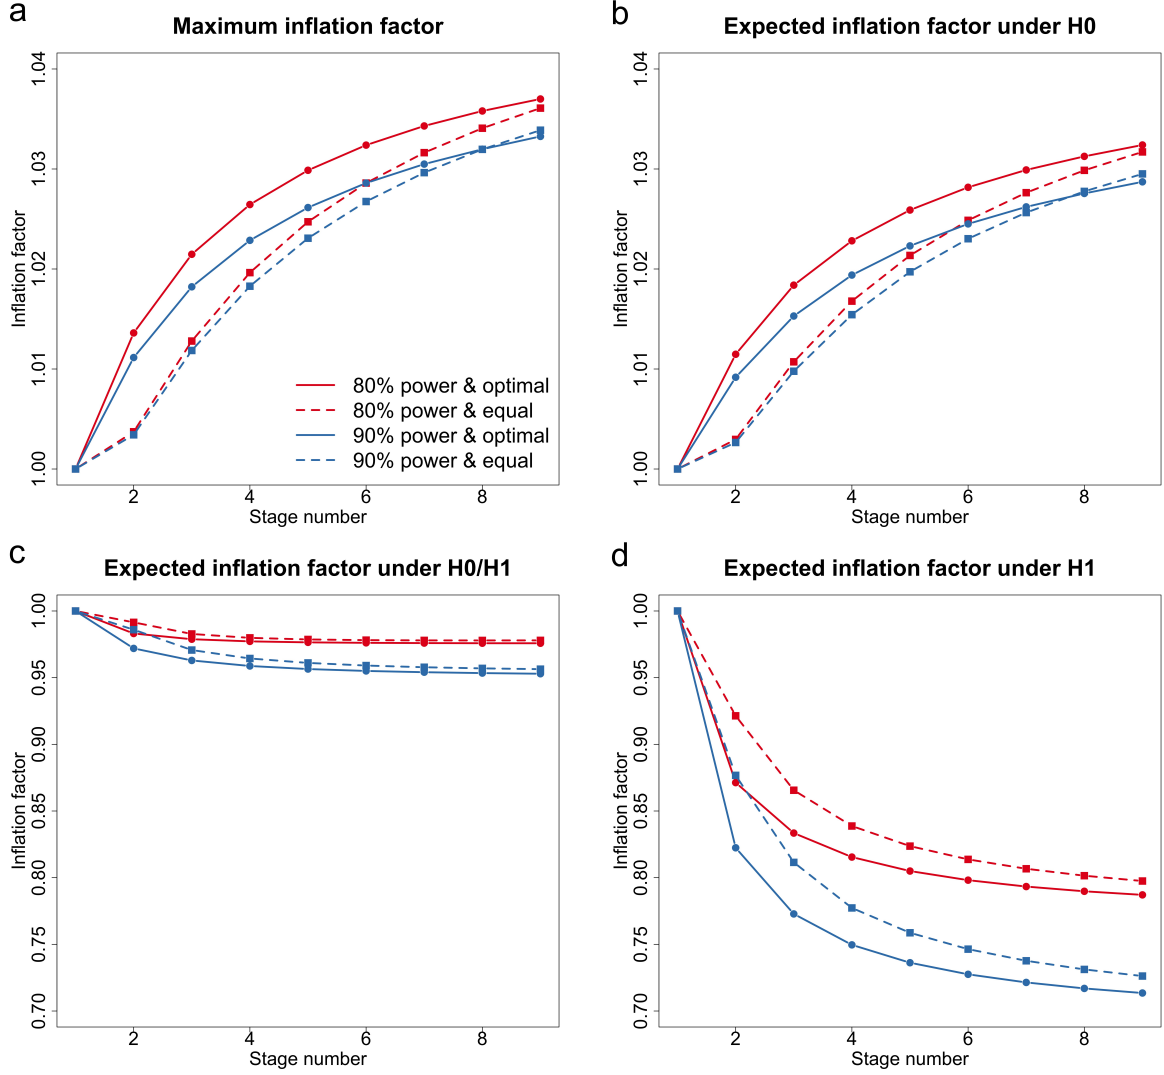 a
Maximum inflation factor
1.04
1.03
1.02
1.01
1.00
Inflation factor
80% power & optimal
80% power & equal
90% power & optimal
90% power & equal
2 4 6 8
Stage number
b
Expected inflation factor under H0
1.04
1.03
1.02
1.01
1.00
Inflation factor
2 4 6 8
Stage number
c
Expected inflation factor under H0/H1
1.00
0.95
0.90
0.85
0.80
0.75
0.70
Inflation factor
2 4 6 8
Stage number
d
Expected inflation factor under H1
1.00
0.95
0.90
0.85
0.80
0.75
0.70
Inflation factor
2 4 6 8
Stage number